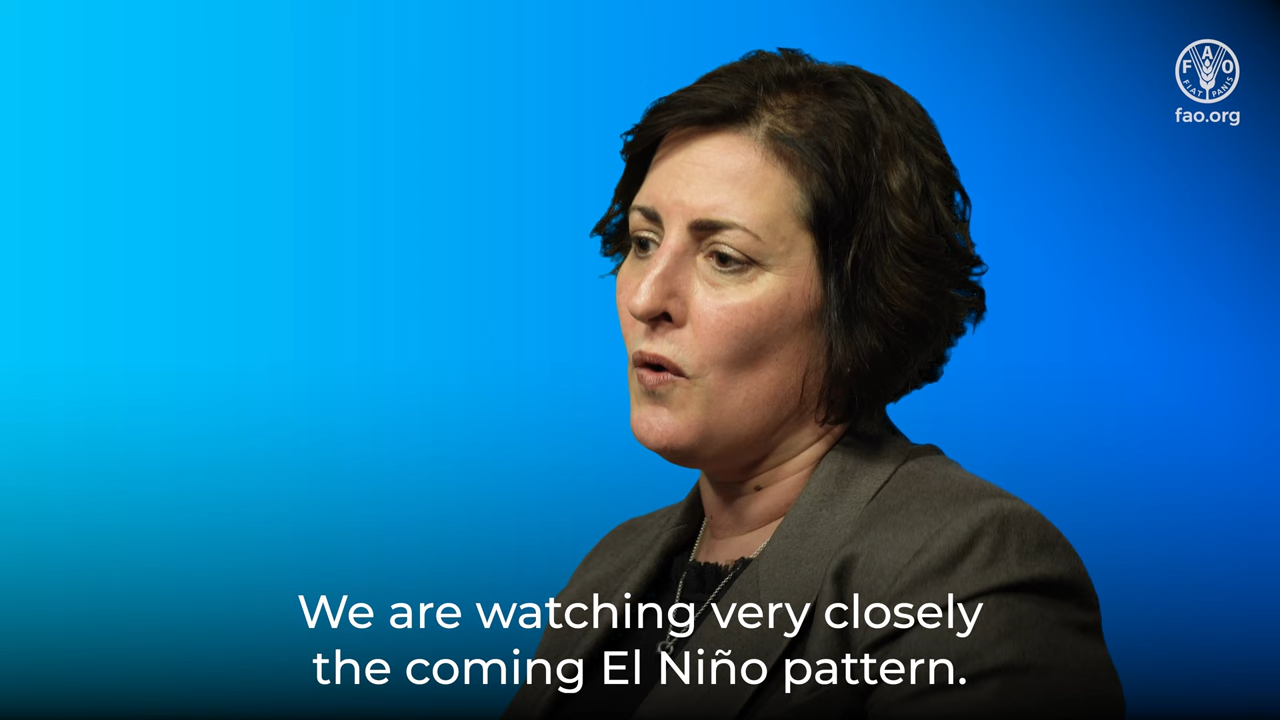 FAO
FIAT PANIS
fao.org
We are watching very closely
the coming El Niño pattern.